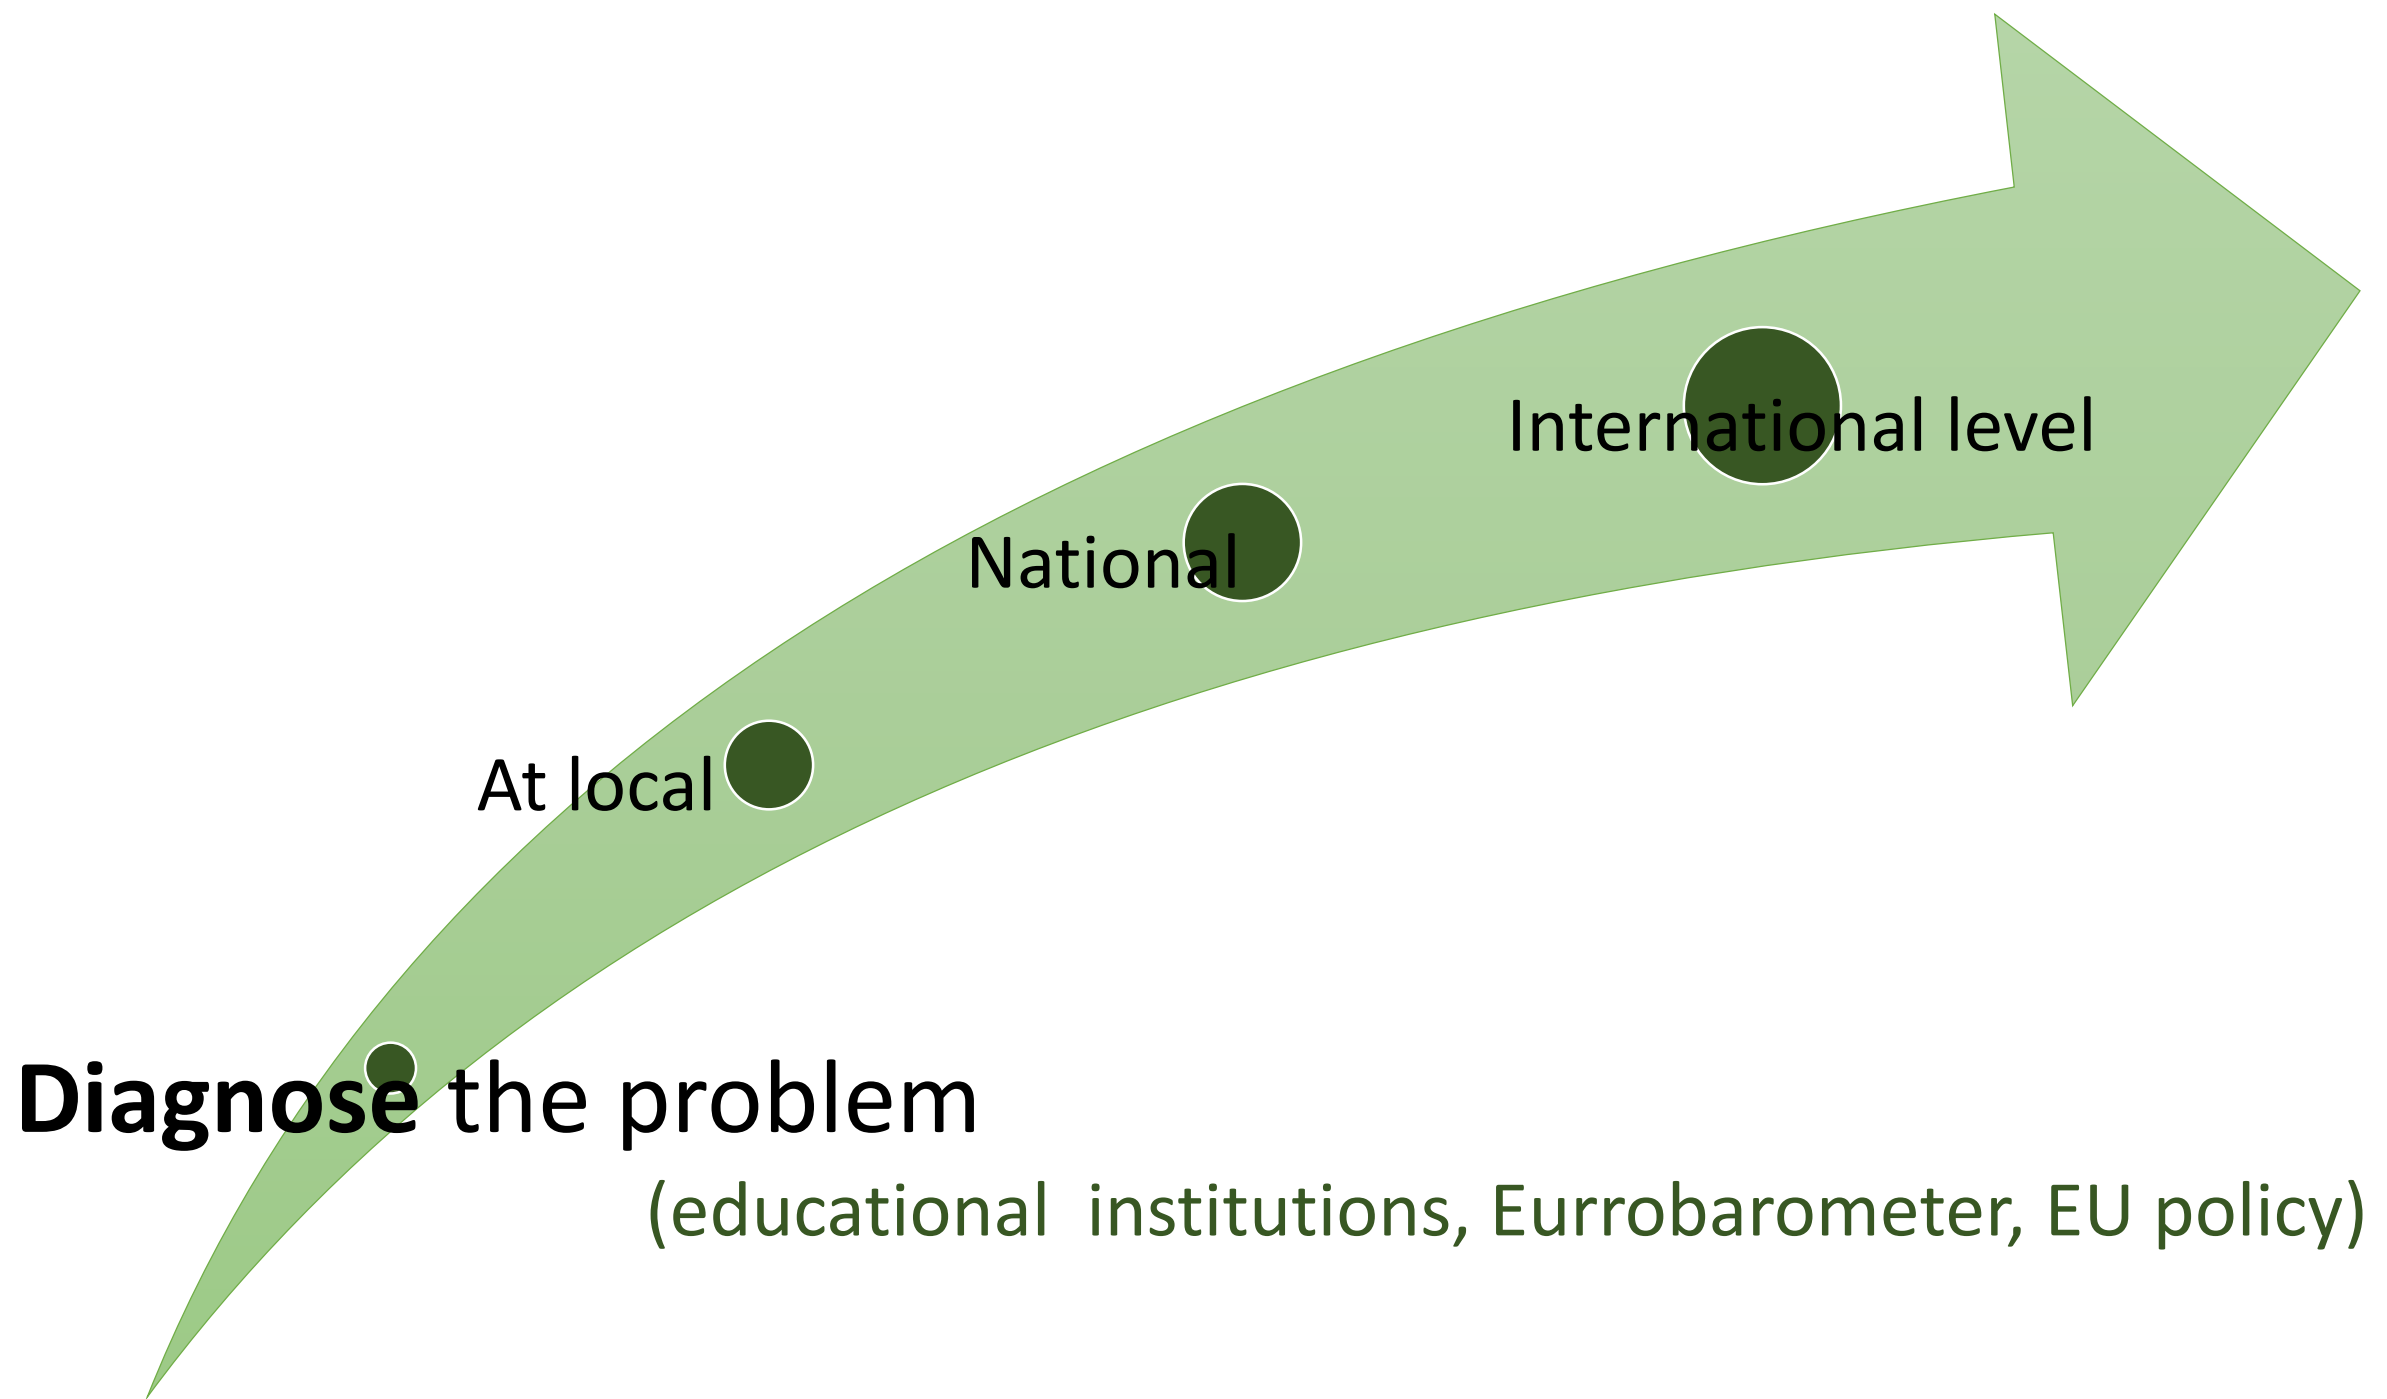 International level
National
At local
Diagnose the problem
(educational institutions, Eurrobarometer, EU policy)